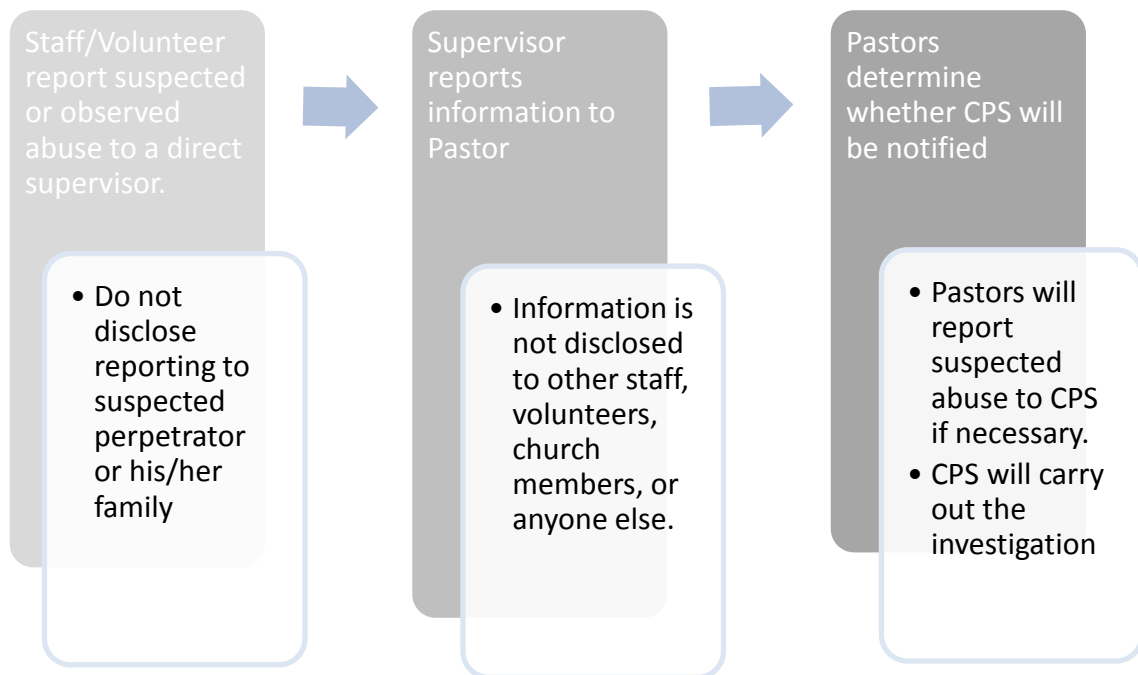 Staff/Volunteer
report suspected
or observed
abuse to a direct
supervisor.
• Do not
disclose
reporting to
suspected
perpetrator
or his/her
family
Supervisor
reports
information to
Pastor
• Information is
not disclosed
to other staff,
volunteers,
church
members, or
anyone else.
Pastors
determine
whether CPS will
be notified
• Pastors will
report
suspected
abuse to CPS
if necessary.
• CPS will carry
out the
investigation